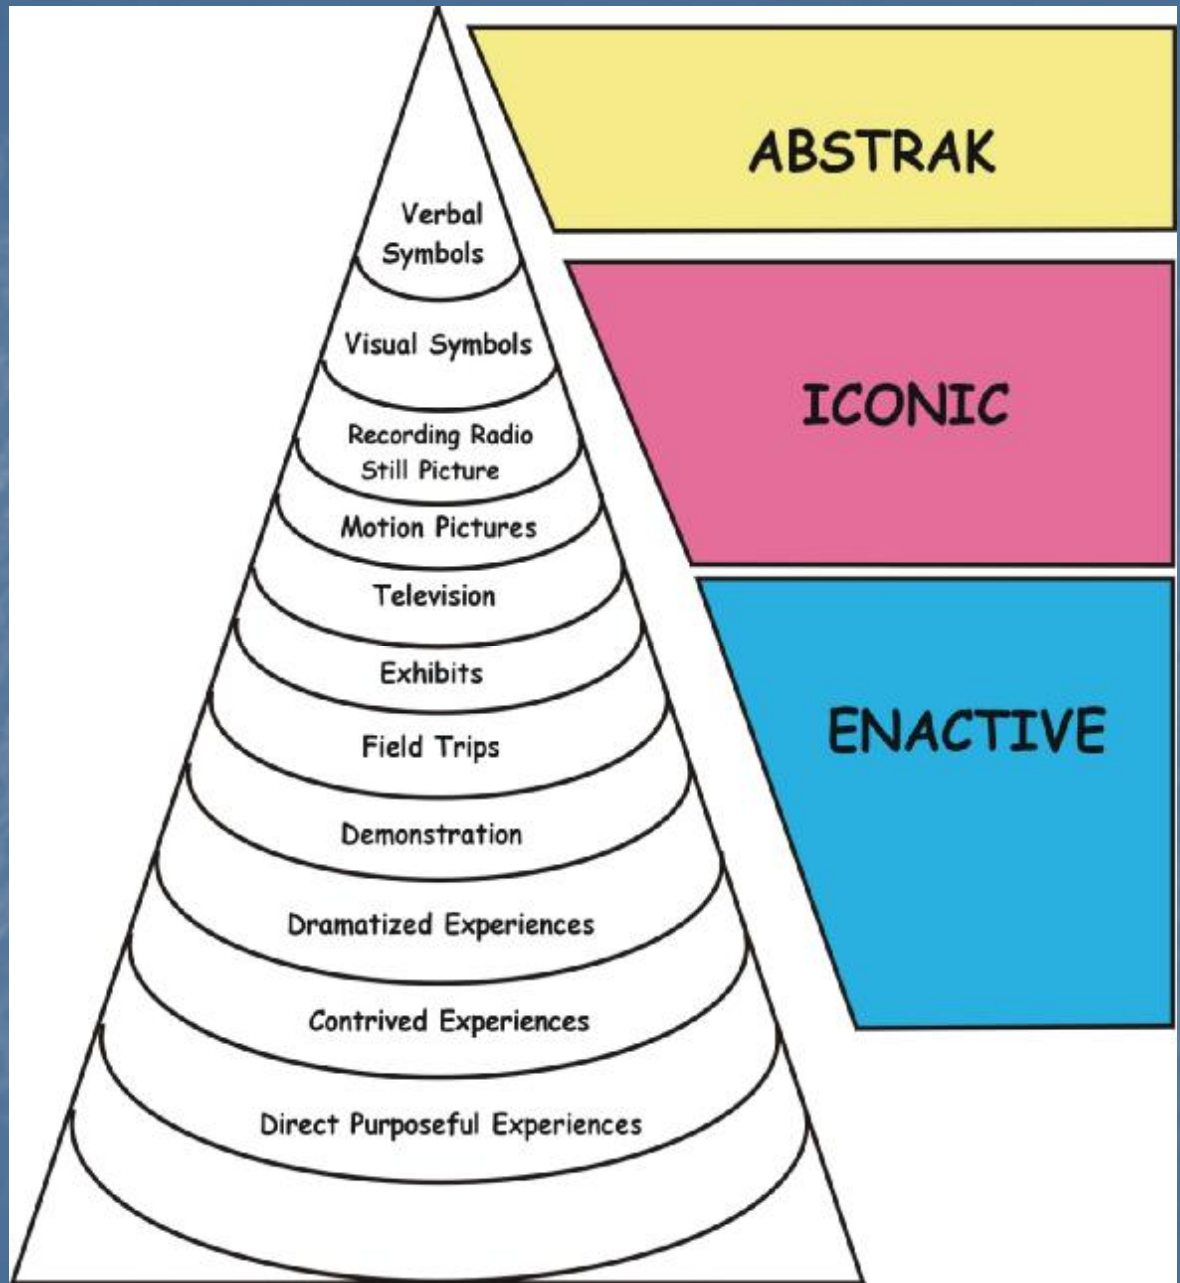 ABSTRAK
Verbal
Symbols
Visual Symbols
ICONIC
Recording Radio
Still Picture
Motion Pictures
Television
Exhibits
ENACTIVE
Field Trips
Demonstration
Dramatized Experiences
Contrived Experiences
Direct Purposeful Experiences